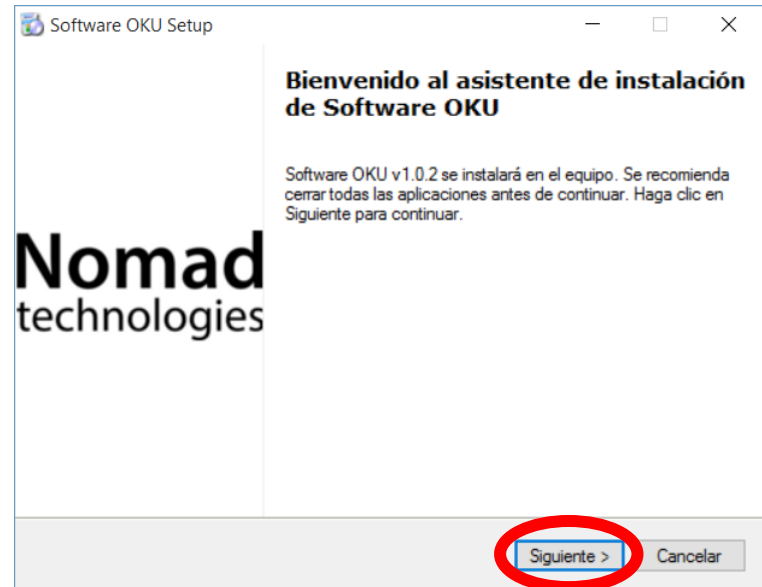 Software OKU Setup
Bienvenido al asistente de instalación
de Software OKU
Software OKU v1.0.2 se instalará en el equipo. Se recomienda
cerrar todas las aplicaciones antes de continuar. Haga clic en
Siguiente para continuar.
Nomad
technologies
Siguiente >
Cancelar